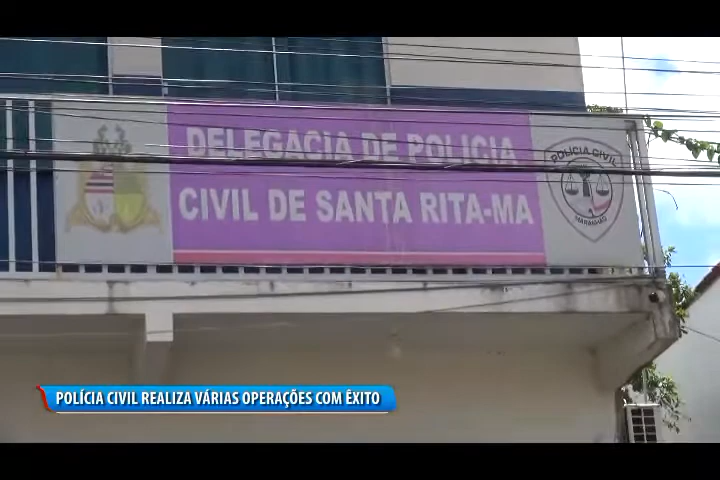 DELEGACIA DE POLICIA
CIVIL DE SANTA RITA-MA
POLÍCIA CIVIL
MARANHÃO
POLÍCIA CIVIL REALIZA VÁRIAS OPERAÇÕES COM ÊXITO